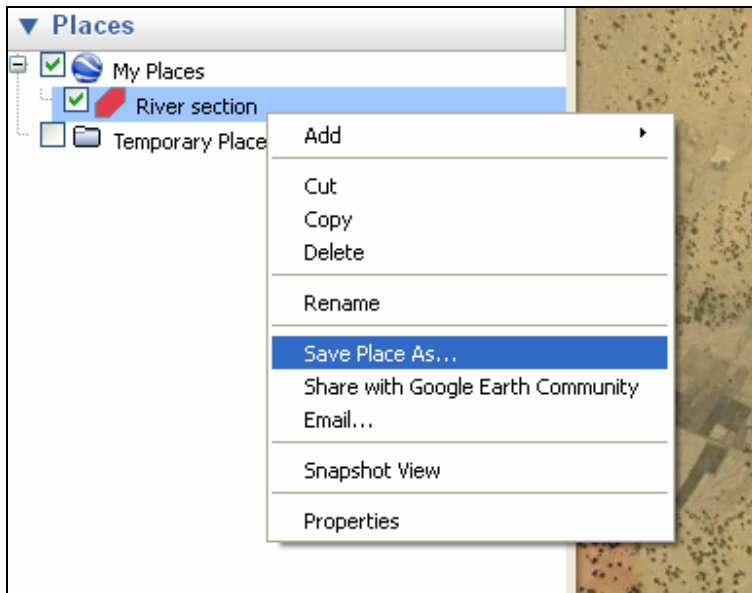 Places
My Places
River section
Temporary Place
Add
Cut
Copy
Delete
Rename
Save Place As...
Share with Google Earth Community
Email...
Snapshot View
Properties